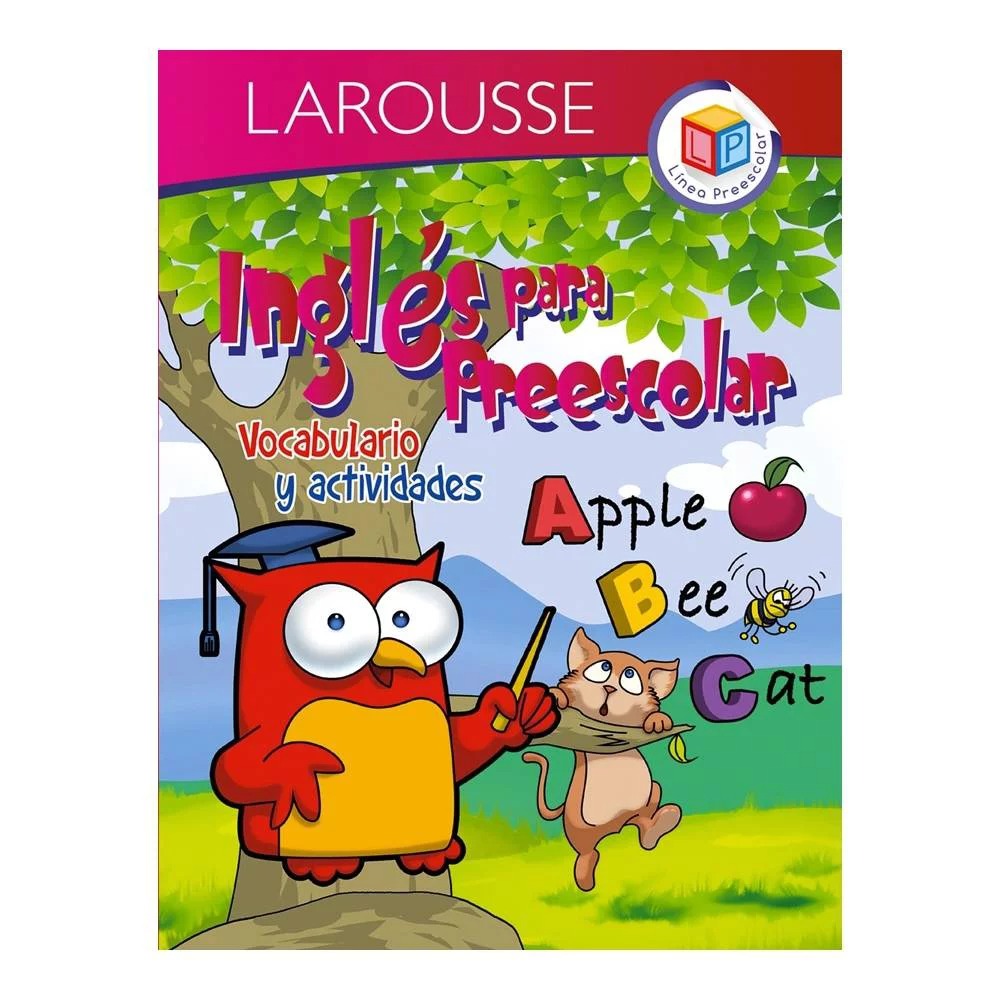 LAROUSSE
LP
Línea Preescolar
Inglés para
Preescolar
Vocabulario
y actividades
Apple
Bee
Cat